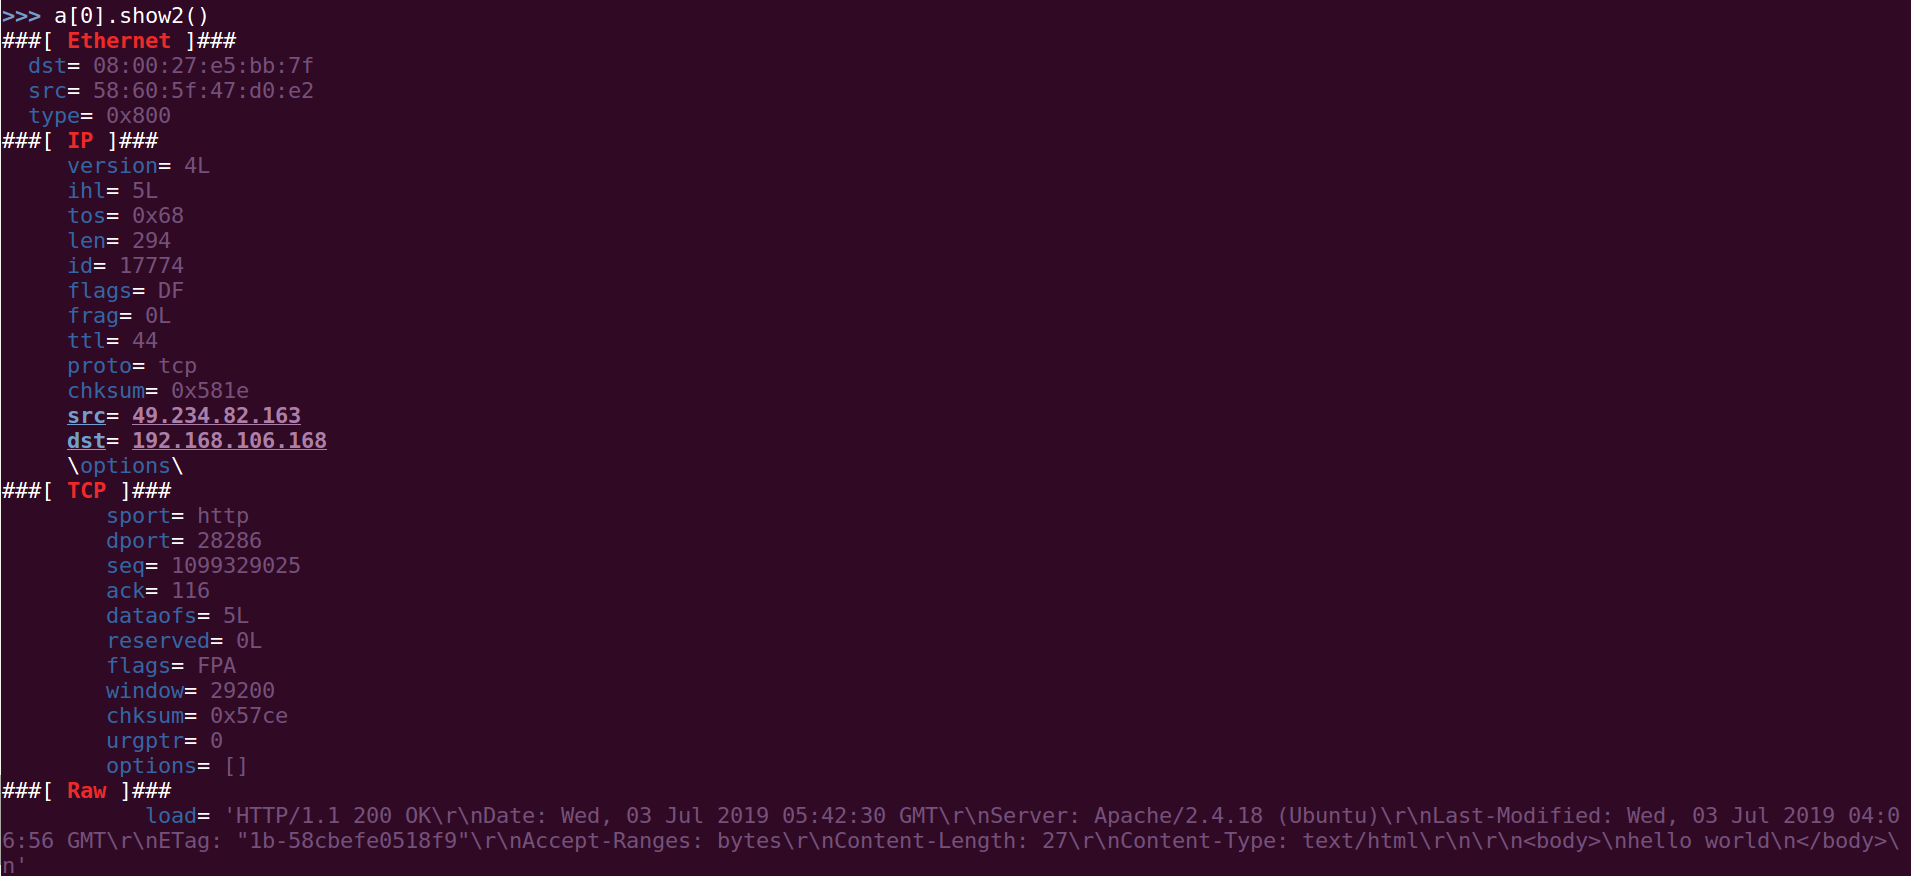 >>> a[0].show2()
###[ Ethernet ]###
  dst= 08:00:27:e5:bb:7f
  src= 58:60:5f:47:d0:e2
  type= 0x800
###[ IP ]###
     version= 4L
     ihl= 5L
     tos= 0x68
     len= 294
     id= 17774
     flags= DF
     frag= 0L
     ttl= 44
     proto= tcp
     chksum= 0x581e
     src= 49.234.82.163
     dst= 192.168.106.168
     \options\
###[ TCP ]###
        sport= http
        dport= 28286
        seq= 1099329025
        ack= 116
        dataofs= 5L
        reserved= 0L
        flags= FPA
        window= 29200
        chksum= 0x57ce
        urgptr= 0
        options= []
###[ Raw ]###
           load= 'HTTP/1.1 200 OK\r\nDate: Wed, 03 Jul 2019 05:42:30 GMT\r\nServer: Apache/2.4.18 (Ubuntu)\r\nLast-Modified: Wed, 03 Jul 2019 04:0
6:56 GMT\r\nETag: "1b-58cbefe0518f9"\r\nAccept-Ranges: bytes\r\nContent-Length: 27\r\nContent-Type: text/html\r\n\r\n<body>\nhello world\n</body>\
n'